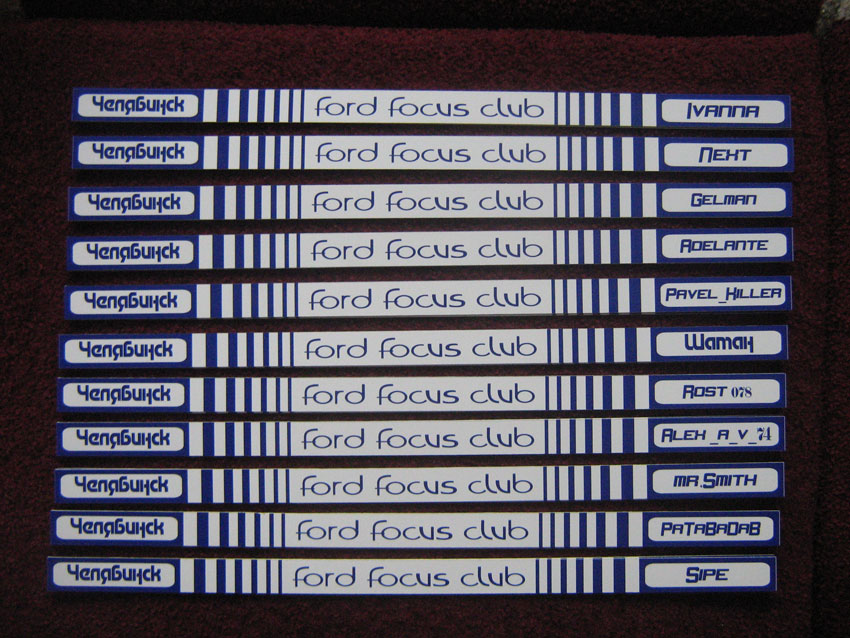 Челябинск ford focus club Ivanna
Челябинск ford focus club Лехт
Челябинск ford focus club Gelman
Челябинск ford focus club Adelante
Челябинск ford focus club Pavel_Killer
Челябинск ford focus club Шаман
Челябинск ford focus club Rost 078
Челябинск ford focus club Alex_a_v_74
Челябинск ford focus club mr.Smith
Челябинск ford focus club PaTaBaDaB
Челябинск ford focus club Sipe